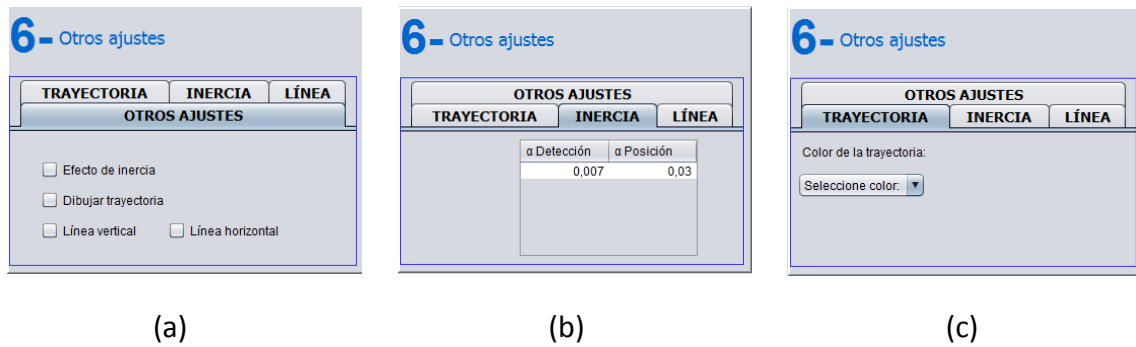 6- Otros ajustes
TRAYECTORIA INERCIA LÍNEA
OTROS AJUSTES
Efecto de inercia
Dibujar trayectoria
Línea vertical Línea horizontal
(a)
6- Otros ajustes
OTROS AJUSTES
TRAYECTORIA INERCIA LÍNEA
α Detección α Posición
0,007 0,03
(b)
6- Otros ajustes
OTROS AJUSTES
TRAYECTORIA INERCIA LÍNEA
Color de la trayectoria:
Seleccione color:
(c)